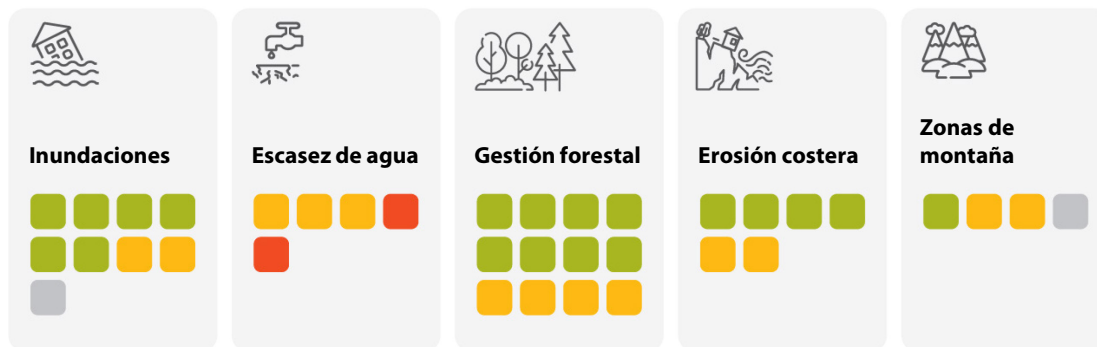 Inundaciones
Escasez de agua
Gestión forestal
Erosión costera
Zonas de
montaña